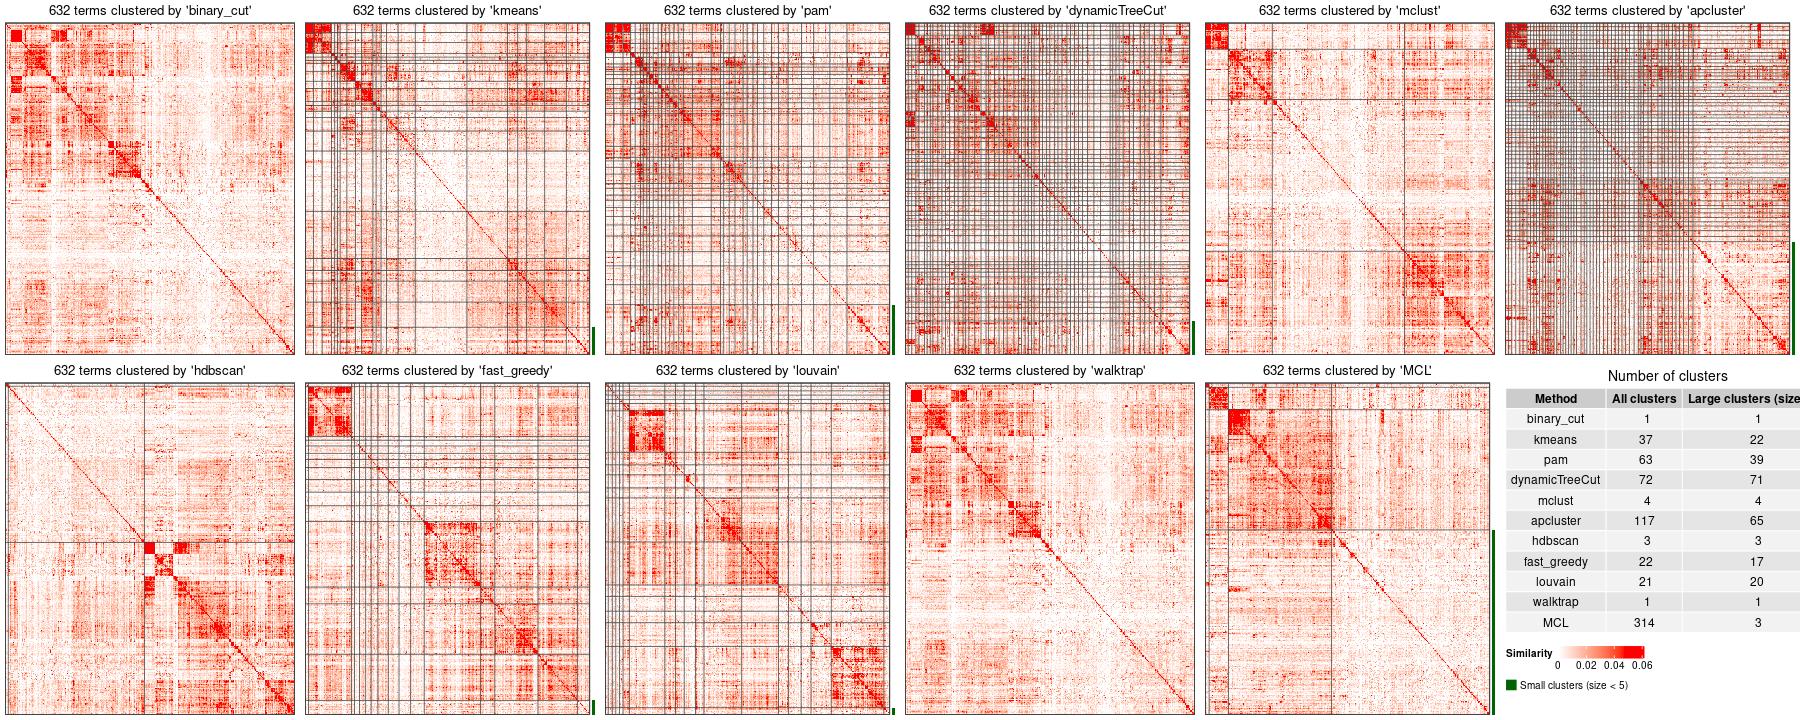 632 terms clustered by 'binary_cut'
632 terms clustered by 'kmeans'
632 terms clustered by 'pam'
632 terms clustered by 'dynamicTreeCut'
632 terms clustered by 'mclust'
632 terms clustered by 'apcluster'
632 terms clustered by 'hdbscan'
632 terms clustered by 'fast_greedy'
632 terms clustered by 'louvain'
632 terms clustered by 'walktrap'
632 terms clustered by 'MCL'
Number of clusters
Method All clusters Large clusters (size
binary_cut 1 1
kmeans 37 22
pam 63 39
dynamicTreeCut 72 71
mclust 4 4
apcluster 117 65
hdbscan 3 3
fast_greedy 22 17
louvain 21 20
walktrap 1 1
MCL 314 3
Similarity
0 0.02 0.04 0.06
Small clusters (size < 5)